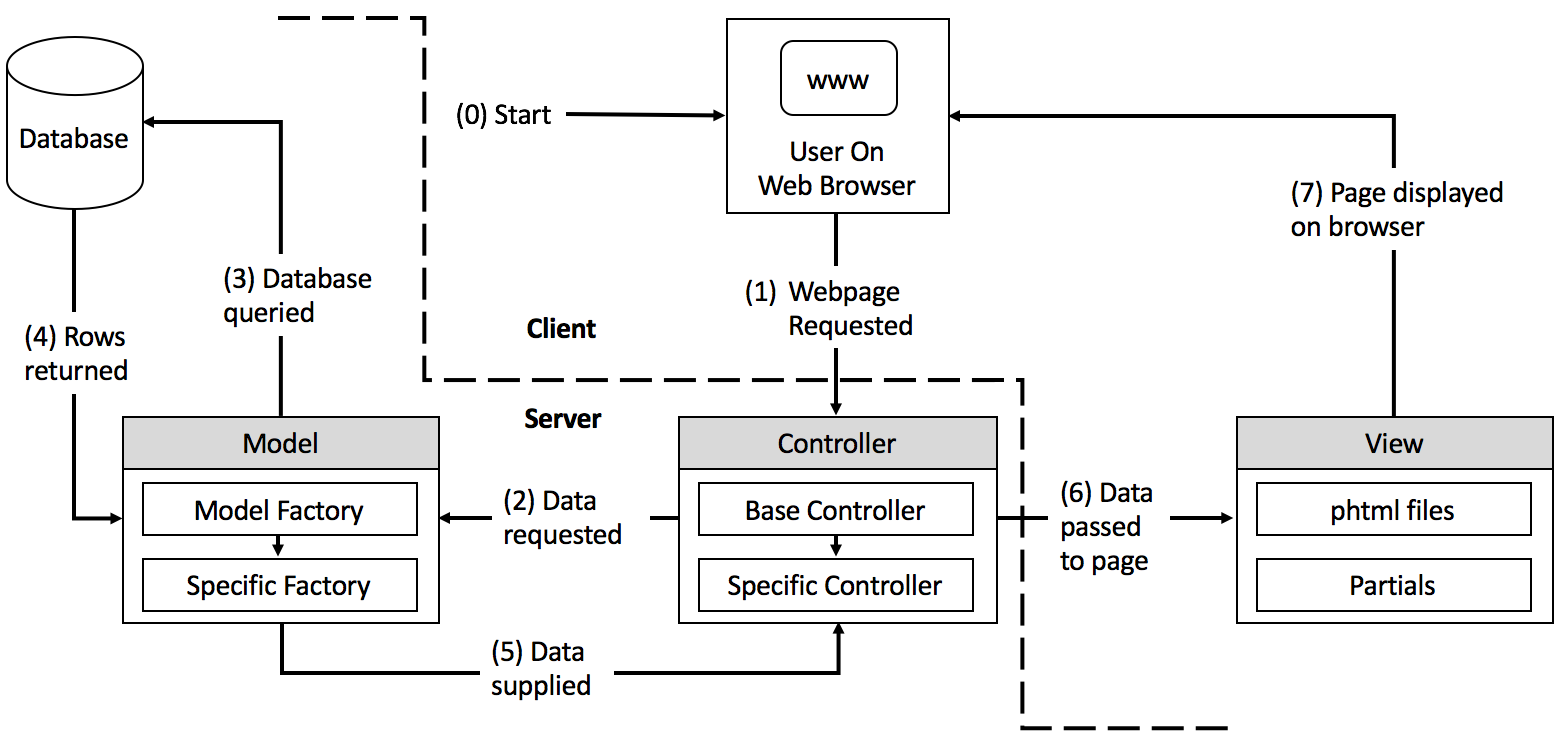 www
(0) Start
User On
Web Browser
Database
(7) Page displayed
on browser
(3) Database
queried
(1) Webpage
Requested
(4) Rows
returned
Client
Server
Model
Controller
View
Model Factory
(2) Data
requested
Base Controller
(6) Data
passed
to page
phtml files
Specific Factory
Specific Controller
Partials
(5) Data
supplied